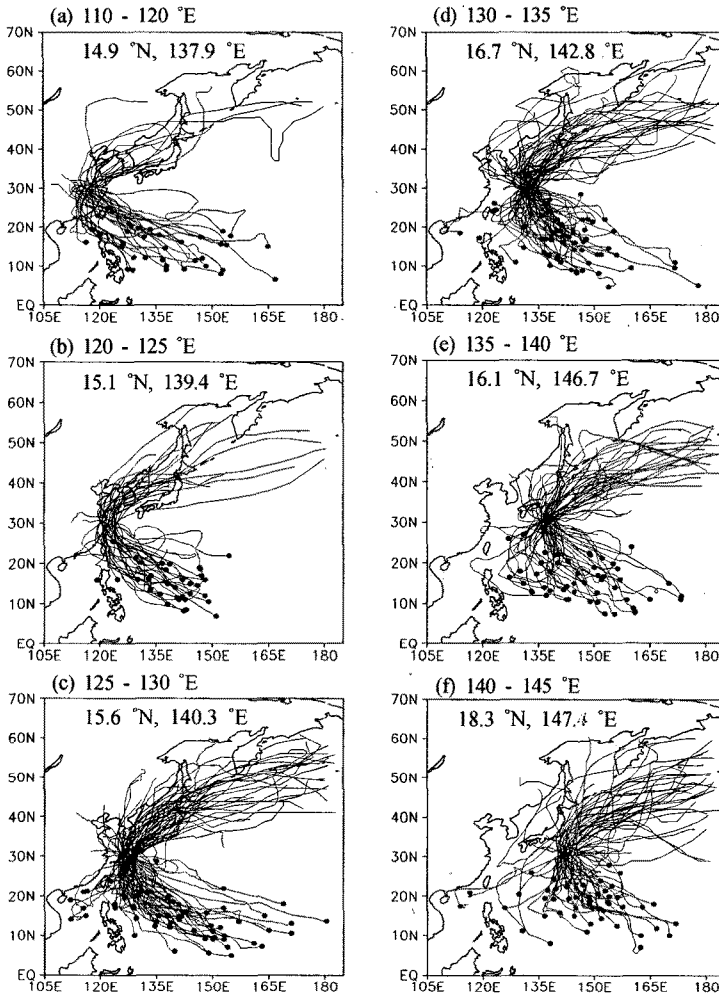 (a) 110 - 120 °E
14.9 °N, 137.9 °E
70N
60N
50N
40N
30N
20N
10N
EQ
105E 120E 135E 150E 165E 180
(b) 120 - 125 °E
15.1 °N, 139.4 °E
70N
60N
50N
40N
30N
20N
10N
EQ
105E 120E 135E 150E 165E 180
(c) 125 - 130 °E
15.6 °N, 140.3 °E
70N
60N
50N
40N
30N
20N
10N
EQ
105E 120E 135E 150E 165E 180
(d) 130 - 135 °E
16.7 °N, 142.8 °E
70N
60N
50N
40N
30N
20N
10N
EQ
105E 120E 135E 150E 165E 180
(e) 135 - 140 °E
16.1 °N, 146.7 °E
70N
60N
50N
40N
30N
20N
10N
EQ
105E 120E 135E 150E 165E 180
(f) 140 - 145 °E
18.3 °N, 147.4 °E
70N
60N
50N
40N
30N
20N
10N
EQ
105E 120E 135E 150E 165E 180